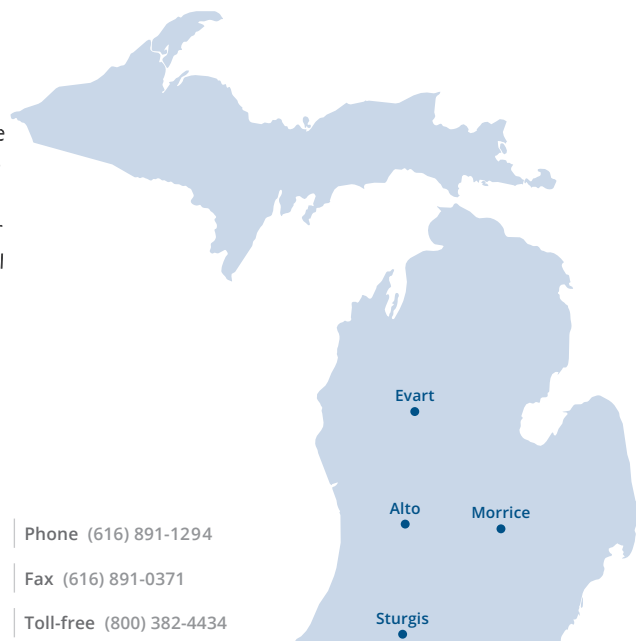 Evart
Alto
Morrice
Phone (616) 891-1294
Fax (616) 891-0371
Toll-free (800) 382-4434
Sturgis